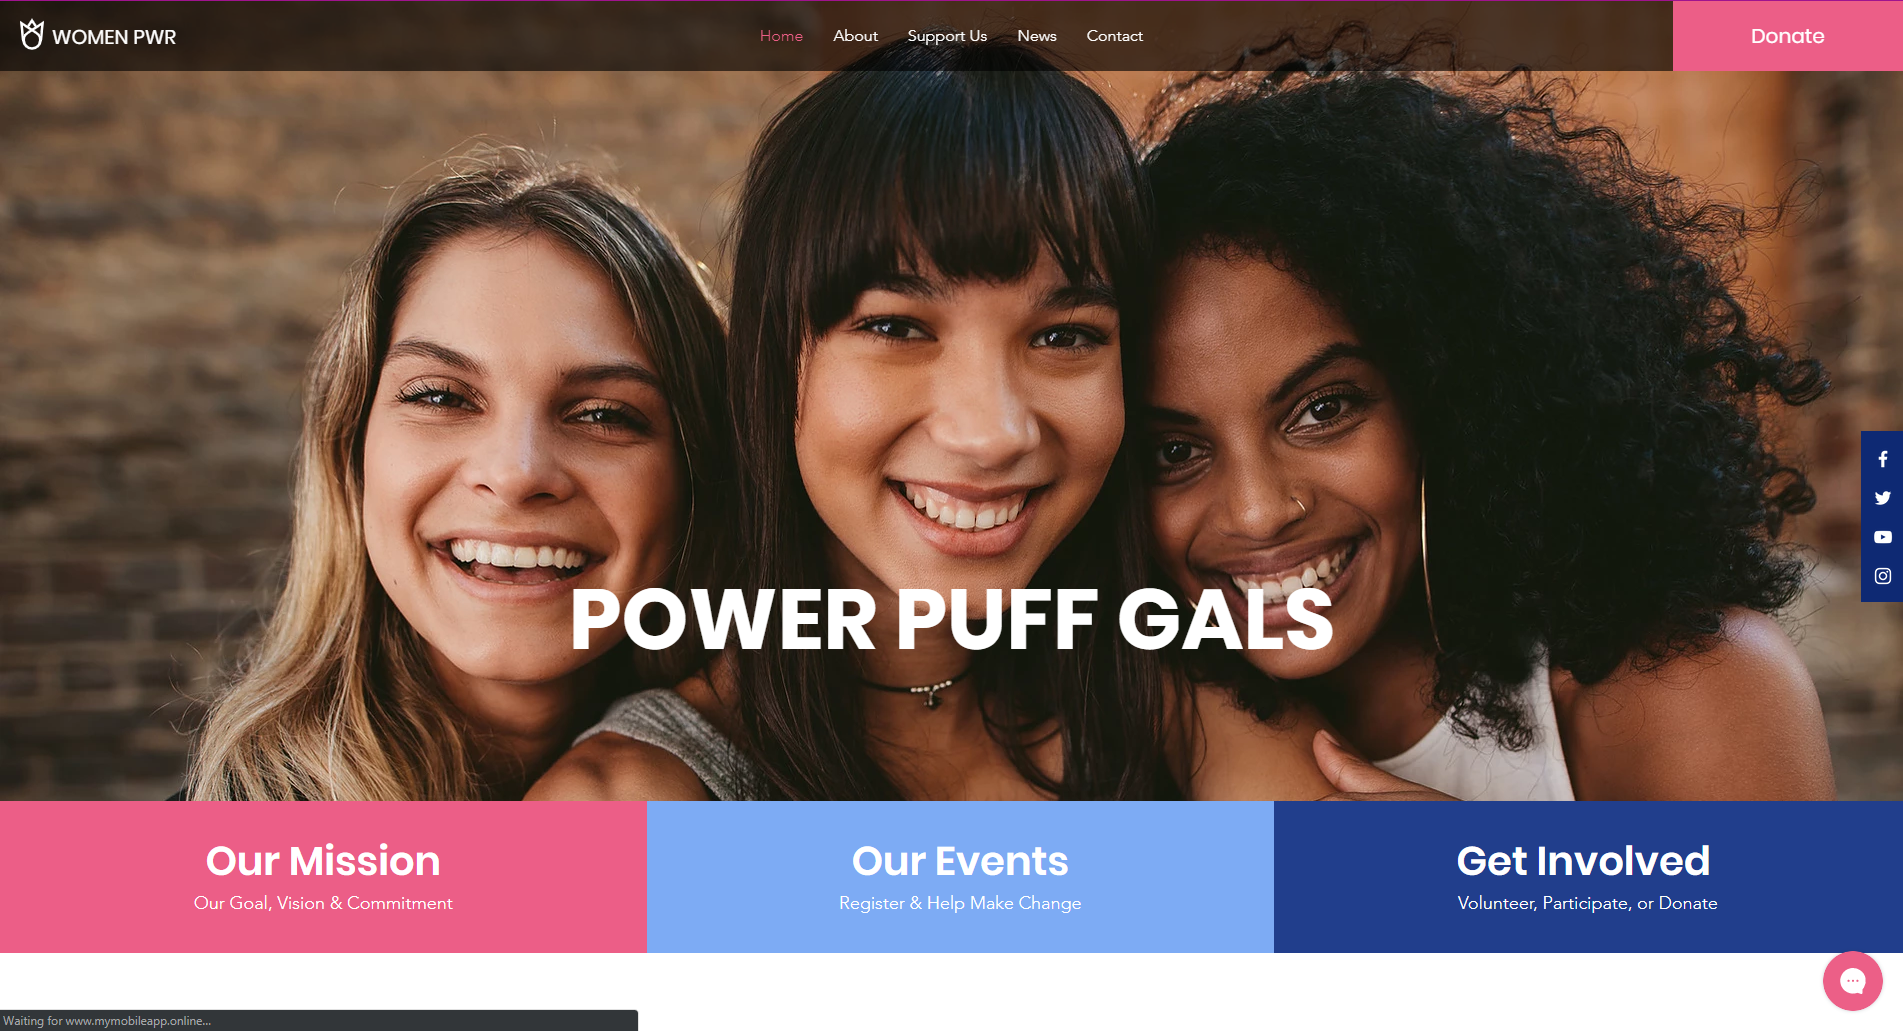 WOMEN PWR
Home About Support Us News Contact
Donate
POWER PUFF GALS
Our Mission
Our Goal, Vision & Commitment
Our Events
Register & Help Make Change
Get Involved
Volunteer, Participate, or Donate
Waiting for www.mymobileapp.online...